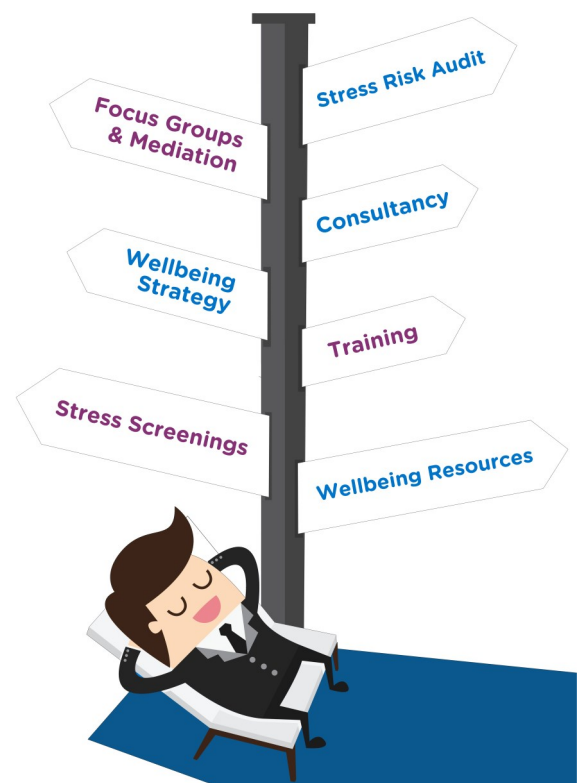 Stress Risk Audit
Focus Groups
& Mediation
Consultancy
Wellbeing
Strategy
Training
Stress Screenings
Wellbeing Resources